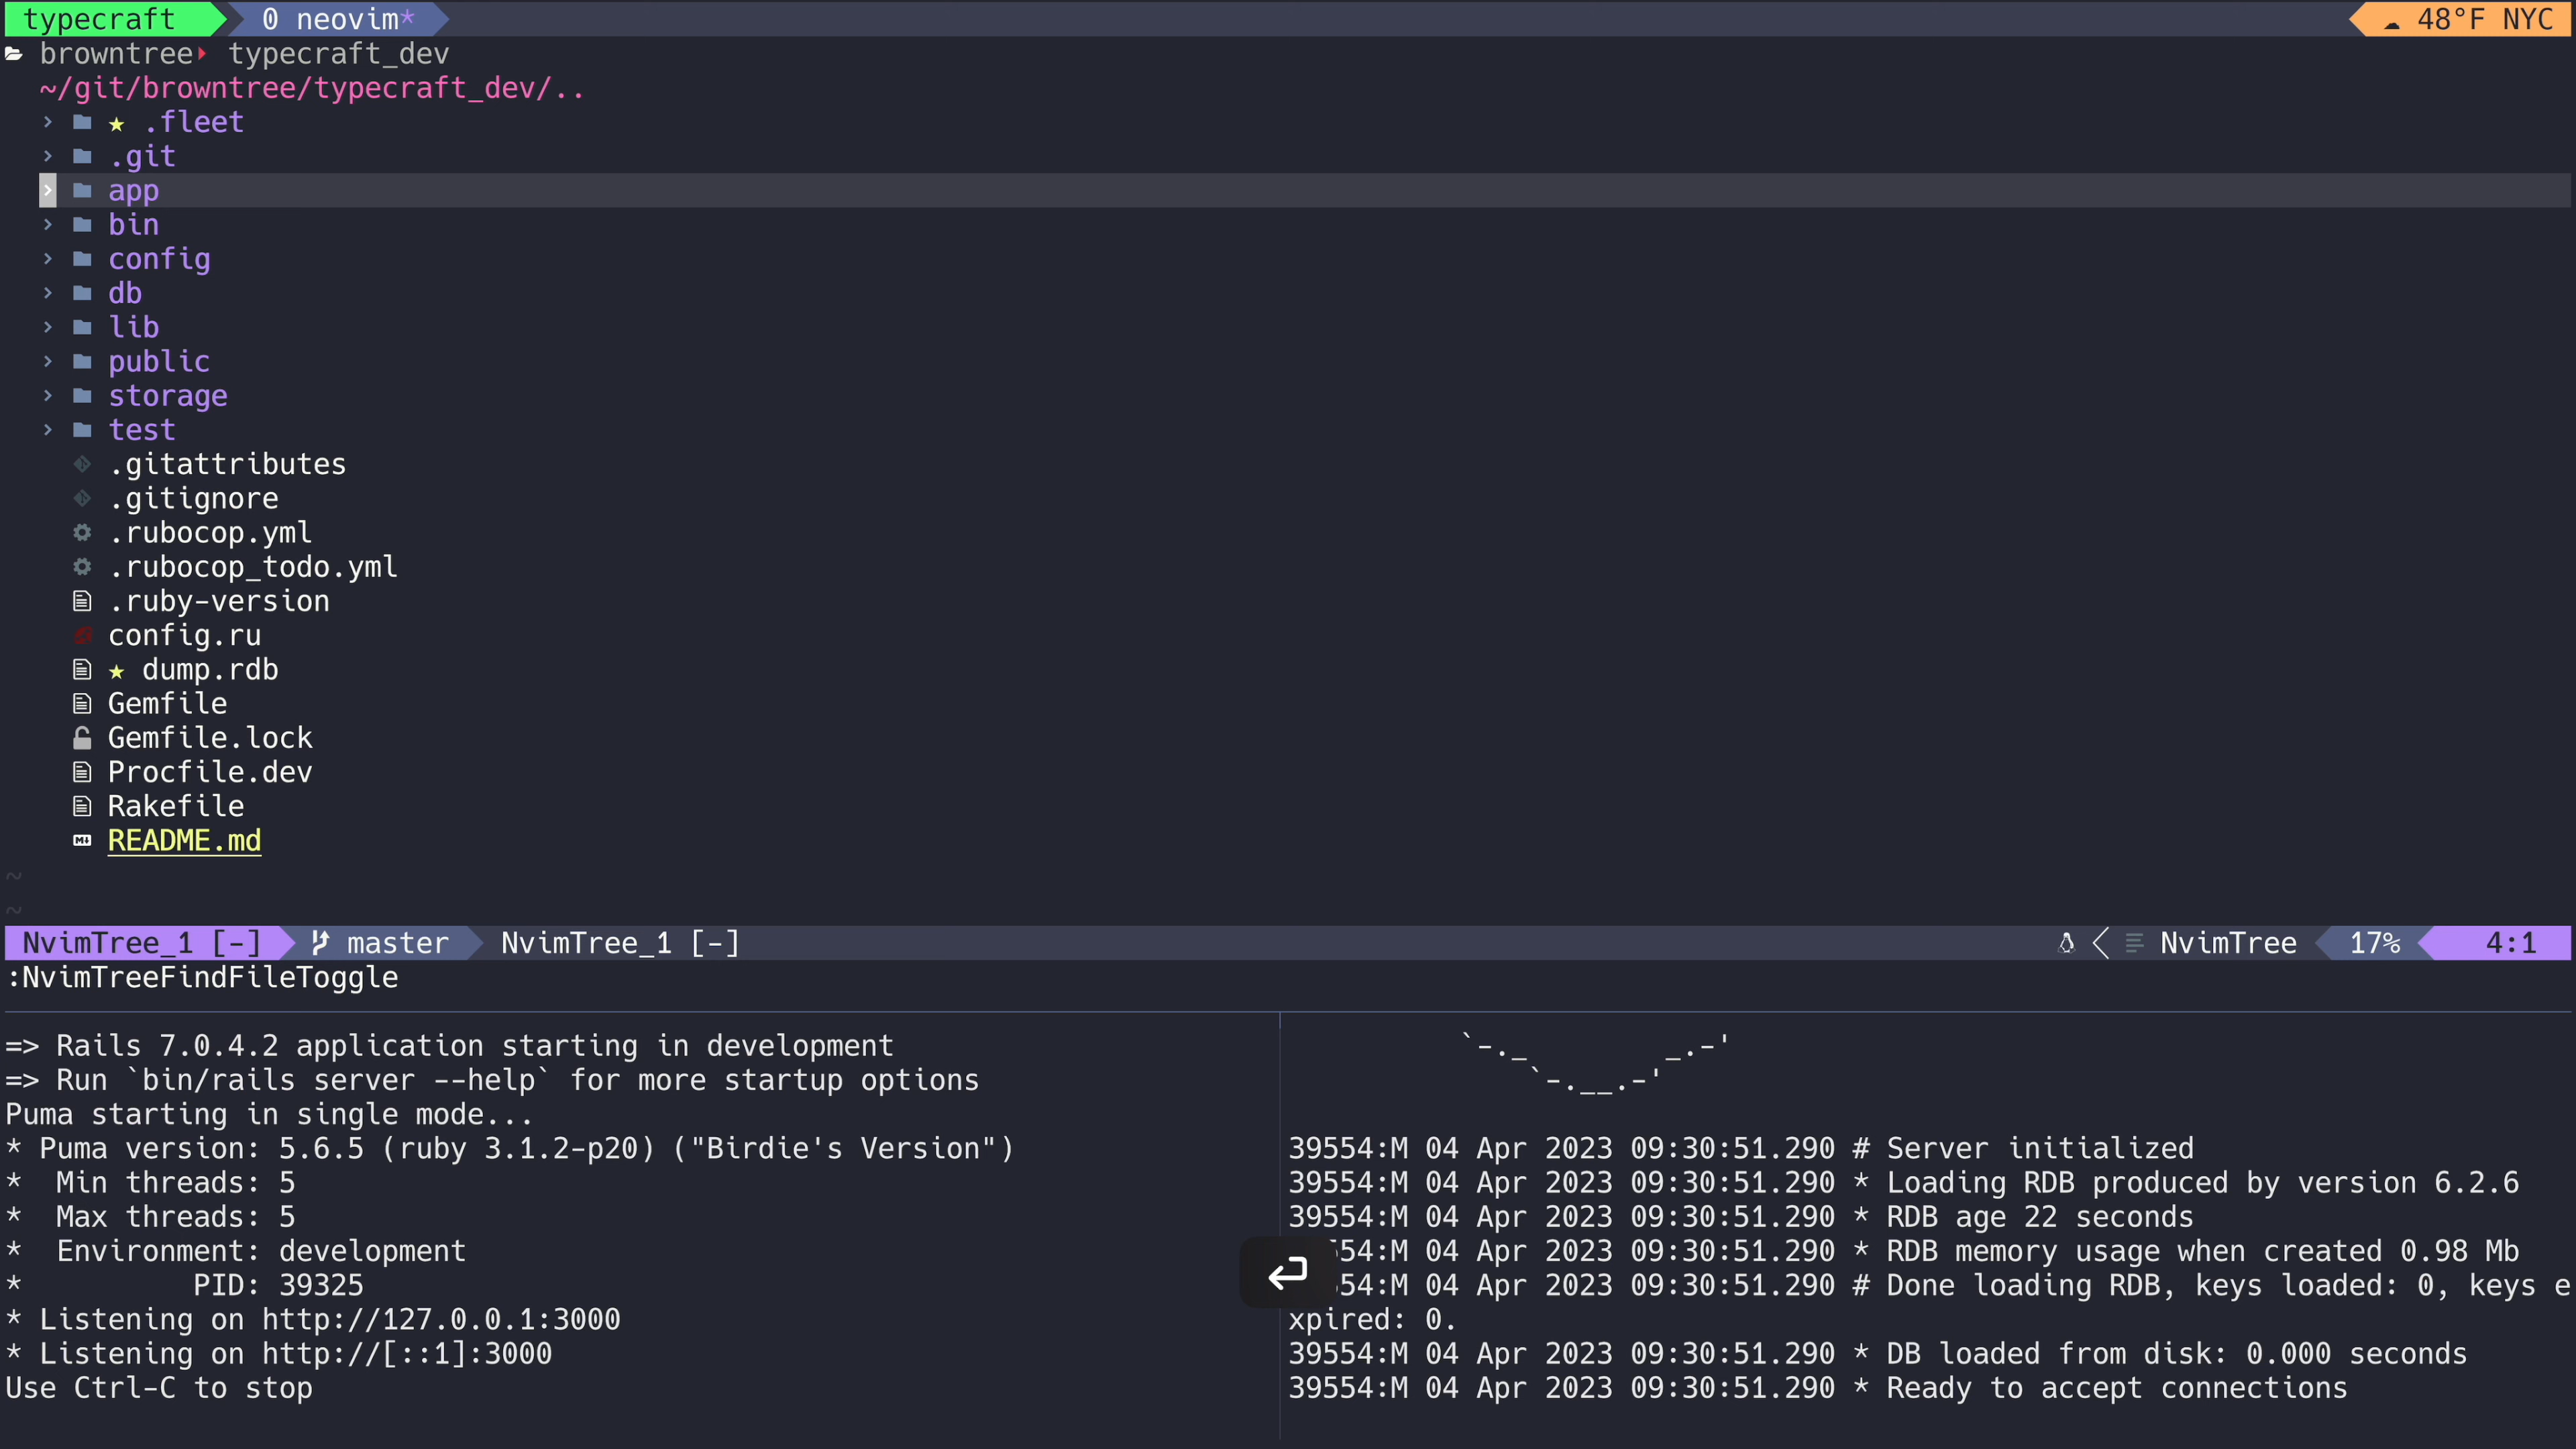 typecraft 0 neovim* 48°F NYC
browntree typecraft_dev
~/git/browntree/typecraft_dev/..
★ .fleet
.git
app
bin
config
db
lib
public
storage
test
.gitattributes
.gitignore
.rubocop.yml
.rubocop_todo.yml
.ruby-version
config.ru
★ dump.rdb
Gemfile
Gemfile.lock
Procfile.dev
Rakefile
README.md
~
~
NvimTree_1 [-] master NvimTree_1 [-] NvimTree 17% 4:1
:NvimTreeFindFileToggle
=> Rails 7.0.4.2 application starting in development
=> Run `bin/rails server --help` for more startup options
Puma starting in single mode...
* Puma version: 5.6.5 (ruby 3.1.2-p20) ("Birdie's Version")
*  Min threads: 5
*  Max threads: 5
*  Environment: development
*          PID: 39325
* Listening on http://127.0.0.1:3000
* Listening on http://[::1]:3000
Use Ctrl-C to stop
`-._        _.-'
`-.__.-'
39554:M 04 Apr 2023 09:30:51.290 # Server initialized
39554:M 04 Apr 2023 09:30:51.290 * Loading RDB produced by version 6.2.6
39554:M 04 Apr 2023 09:30:51.290 * RDB age 22 seconds
54:M 04 Apr 2023 09:30:51.290 * RDB memory usage when created 0.98 Mb
54:M 04 Apr 2023 09:30:51.290 # Done loading RDB, keys loaded: 0, keys e
xpired: 0.
39554:M 04 Apr 2023 09:30:51.290 * DB loaded from disk: 0.000 seconds
39554:M 04 Apr 2023 09:30:51.290 * Ready to accept connections